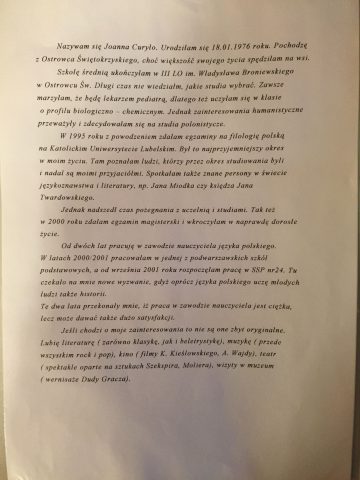 Nazywam się Joanna Curyło. Urodziłam się 18.01.1976 roku. Pochodzę
z Ostrowca Świętokrzyskiego, choć większość swojego życia spędziłam na wsi.
Szkołę średnią ukończyłam w III LO im. Władysława Broniewskiego
w Ostrowcu Św. Długi czas nie wiedziałm, jakie studia wybrać. Zawsze
marzyłam, że będę lekarzem pediatrą, dlatego też uczyłam się w klasie
o profilu biologiczno – chemicznym. Jednak zainteresowania humanistyczne
przeważyły i zdecydowałam się na studia polonistyczne.
W 1995 roku z powodzeniem zdałam egzaminy na filologię polską
na Katolickim Uniwersytecie Lubelskim. Był to najprzyjemniejszy okres
w moim życiu. Tam poznałam ludzi, którzy przez okres studiowania byli
i nadal są moimi przyjaciółmi. Spotkałam także znane persony w świecie
językoznawstwa i literatury, np. Jana Miodka czy księdza Jana
Twardowskiego.
Jednak nadszedł czas pożegnania z uczelnią i studiami. Tak też
w 2000 roku zdałam egzamin magisterski i wkroczyłam w naprawdę dorosłe
życie.
Od dwóch lat pracuję w zawodzie nauczyciela języka polskiego.
W latach 2000/2001 pracowałam w jednej z podwarszawskich szkół
podstawowych, a od września 2001 roku rozpoczęłam pracę w SSP nr24. Tu
czekało na mnie nowe wyzwanie, gdyż oprócz języka polskiego uczę młodych
ludzi także historii.
Te dwa lata przekonały mnie, iż praca w zawodzie nauczyciela jest ciężka,
lecz może dawać także dużo satysfakcji.
Jeśli chodzi o moje zainteresowania to nie są one zbyt oryginalne.
Lubię literaturę ( zarówno klasykę, jak i beletrystykę), muzykę ( przede
wszystkim rock i pop), kino ( filmy K. Kieślowskiego, A. Wajdy), teatr
( spektakle oparte na sztukach Szekspira, Moliera), wizyty w muzeum
( wernisaże Dudy Gracza).